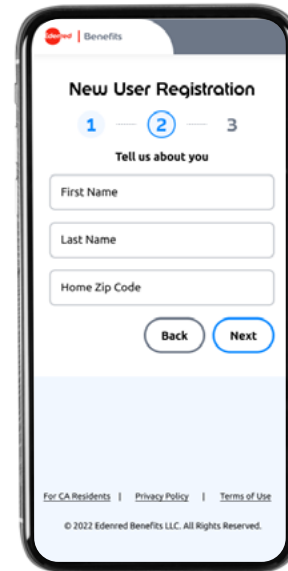 Edenred | Benefits
New User Registration
1 2 3
Tell us about you
First Name
Last Name
Home Zip Code
Back Next
For CA Residents | Privacy Policy | Terms of Use
© 2022 Edenred Benefits LLC. All Rights Reserved.